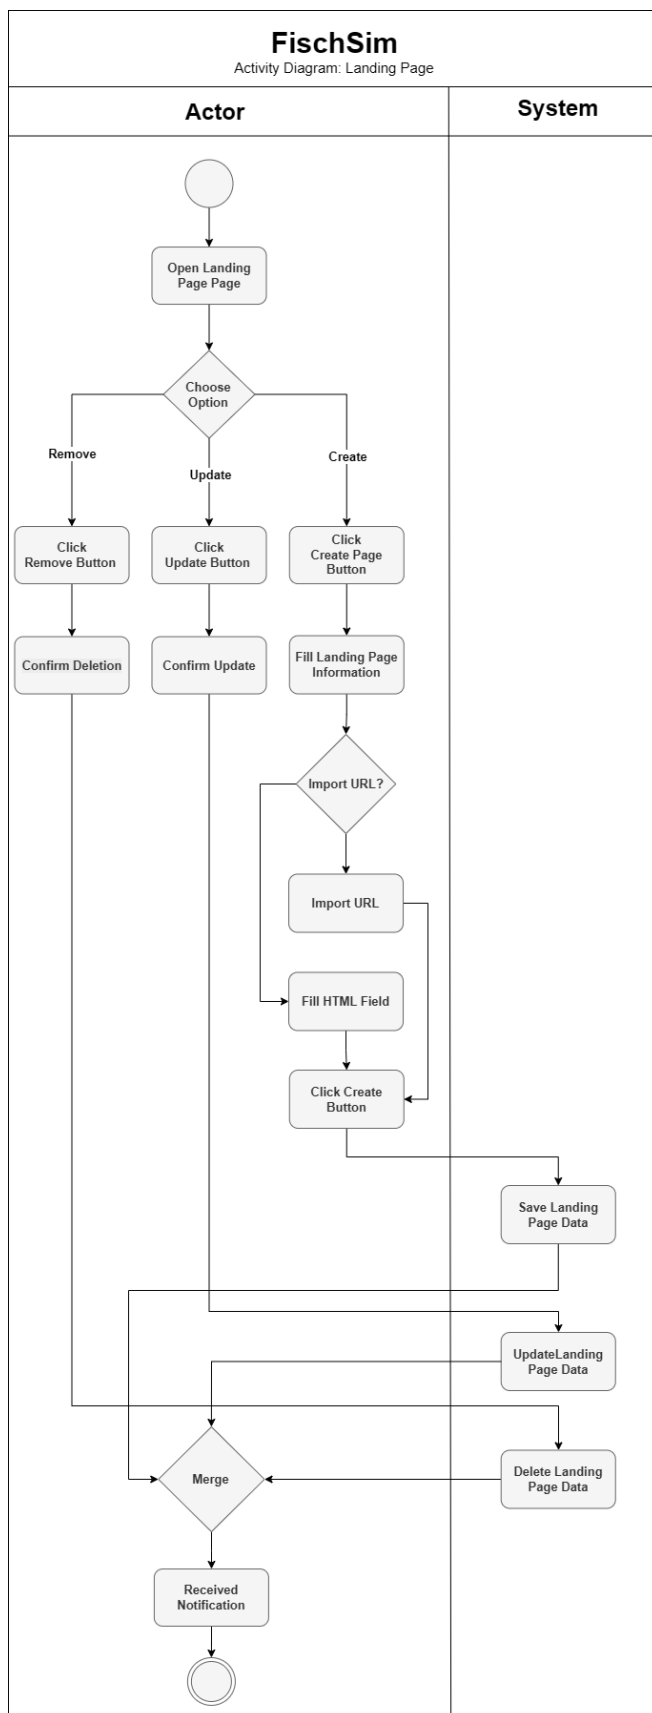 FischSim
Activity Diagram: Landing Page
Actor
System
Open Landing
Page Page
Choose
Option
Remove
Update
Create
Click
Remove Button
Click
Update Button
Click
Create Page
Button
Confirm Deletion
Confirm Update
Fill Landing Page
Information
Import URL?
Import URL
Fill HTML Field
Click Create
Button
Save Landing
Page Data
UpdateLanding
Page Data
Merge
Delete Landing
Page Data
Received
Notification